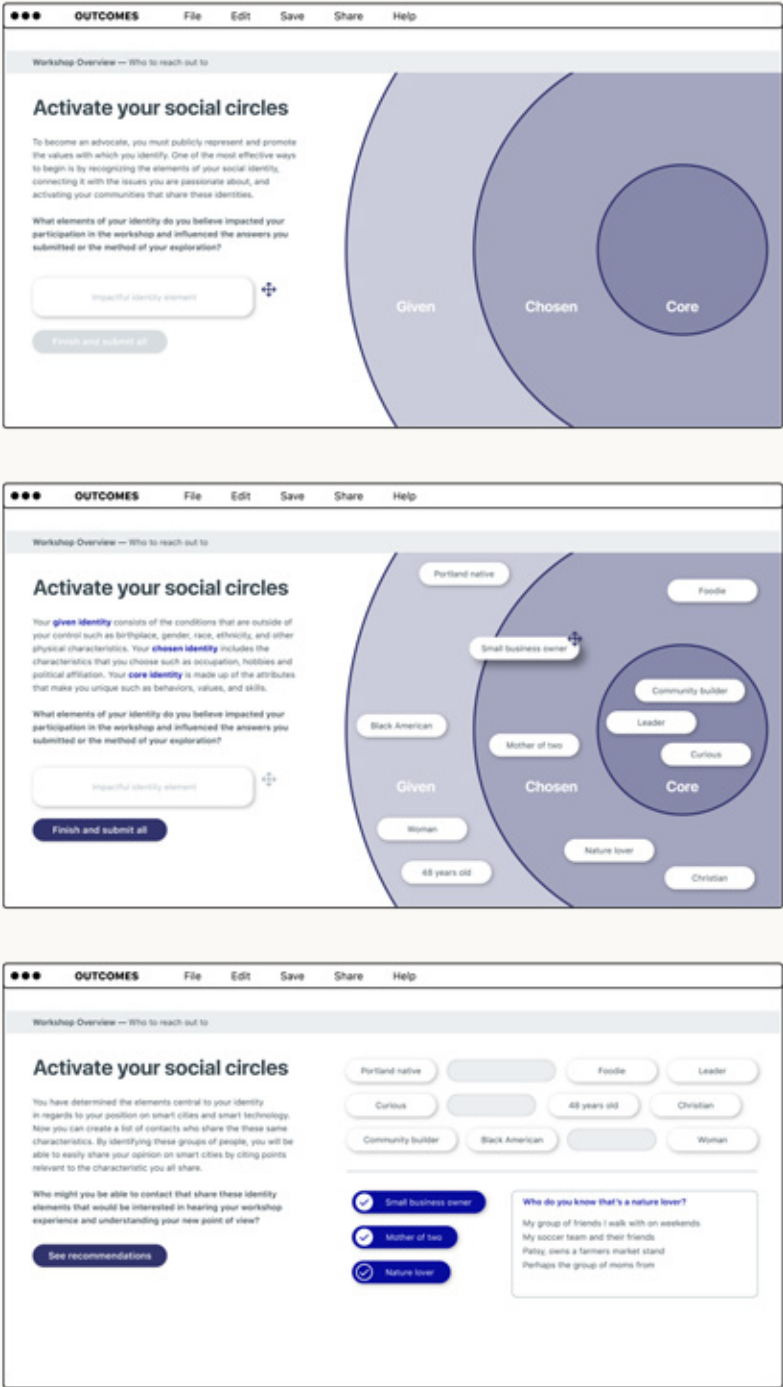 OUTCOMES File Edit Save Share Help
Workshop Overview — Who to reach out to
Activate your social circles
To become an advocate, you must publicly represent and promote
the values with which you identify. One of the most effective ways
to begin is by recognizing the elements of your social identity,
connecting it with the issues you are passionate about, and
activating your communities that share these identities.
What elements of your identity do you believe impacted your
participation in the workshop and influenced the answers you
submitted or the method of your exploration?
Impactful identity element
Finish and submit all
Given Chosen Core
OUTCOMES File Edit Save Share Help
Workshop Overview — Who to reach out to
Activate your social circles
Your given identity consists of the conditions that are outside of
your control such as birthplace, gender, race, ethnicity, and other
physical characteristics. Your chosen identity includes the
characteristics that you choose such as occupation, hobbies and
political affiliation. Your core identity is made up of the attributes
that make you unique such as behaviors, values, and skills.
What elements of your identity do you believe impacted your
participation in the workshop and influenced the answers you
submitted or the method of your exploration?
Impactful identity element
Finish and submit all
Portland native
Foodie
Small business owner
Community builder
Black American
Leader
Mother of two
Curious
Given Chosen Core
Woman
Nature lover
48 years old
Christian
OUTCOMES File Edit Save Share Help
Workshop Overview — Who to reach out to
Activate your social circles
You have determined the elements central to your identity
in regards to your position on smart cities and smart technology.
Now you can create a list of contacts who share the these same
characteristics. By identifying these groups of people, you will be
able to easily share your opinion on smart cities by citing points
relevant to the characteristic you all share.
Who might you be able to contact that share these identity
elements that would be interested in hearing your workshop
experience and understanding your new point of view?
See recommendations
Portland native Foodie Leader
Curious 48 years old Christian
Community builder Black American Woman
Small business owner
Mother of two
Nature lover
Who do you know that's a nature lover?
My group of friends I walk with on weekends
My soccer team and their friends
Patsy, owns a farmers market stand
Perhaps the group of moms from